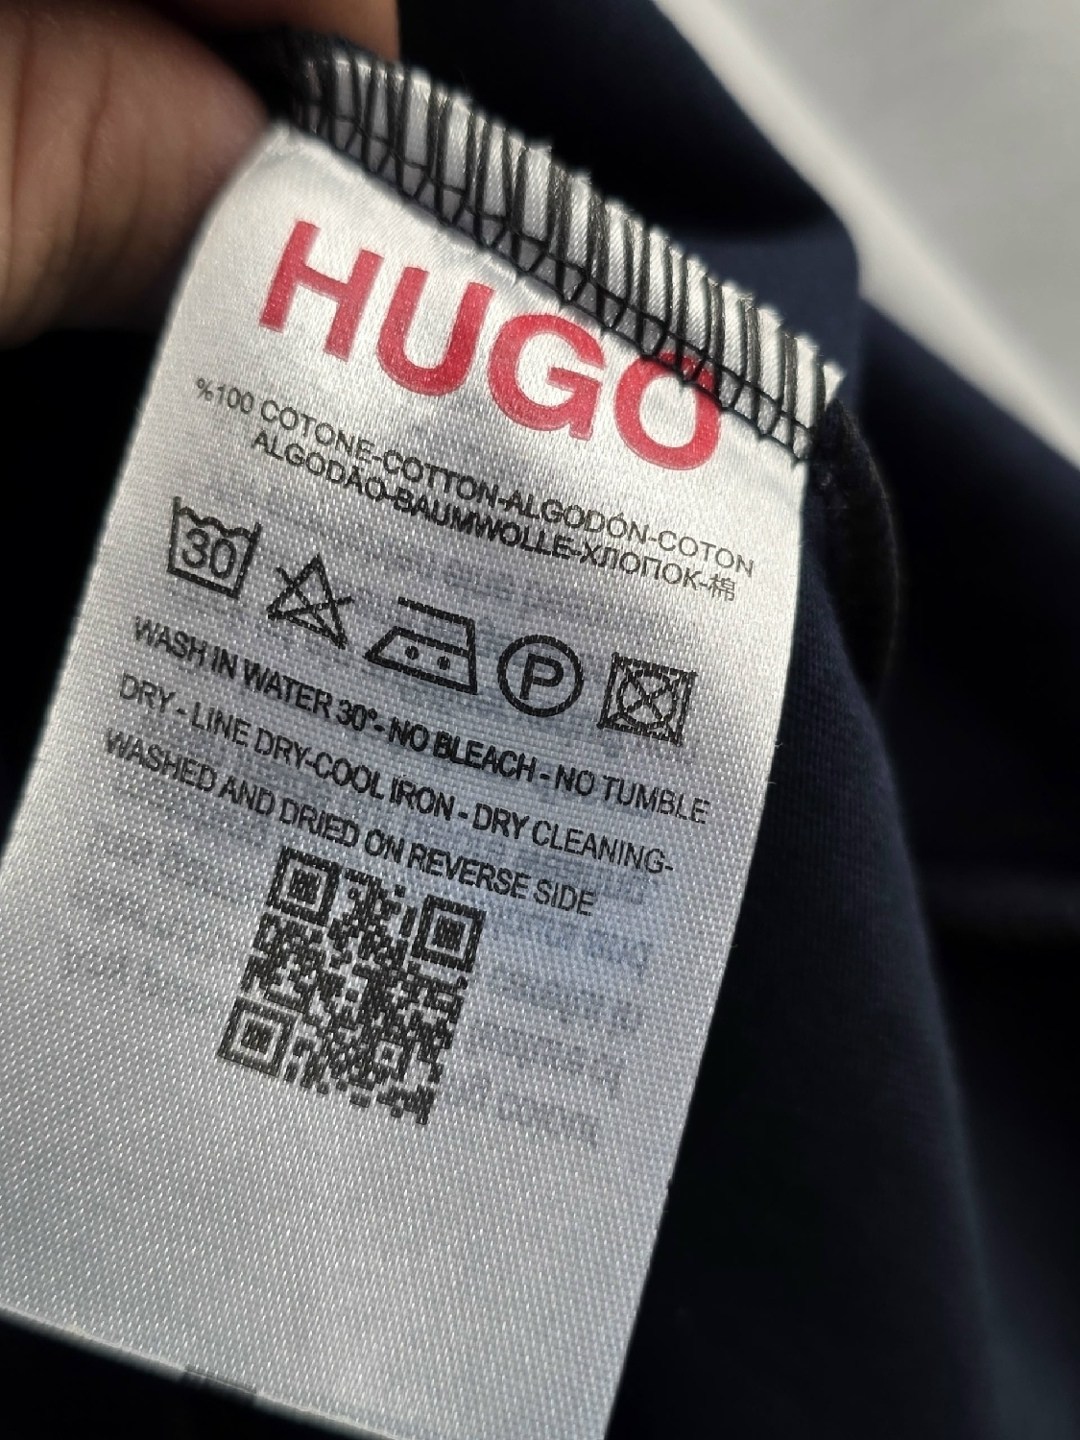 HUGO
%100 COTONE-COTTON-ALGODÓN-COTON
ALGODÃO-BAUMWOLLE-ХЛОПОК-棉
30
P
WASH IN WATER 30°- NO BLEACH - NO TUMBLE
DRY - LINE DRY-COOL IRON - DRY CLEANING-
WASHED AND DRIED ON REVERSE SIDE